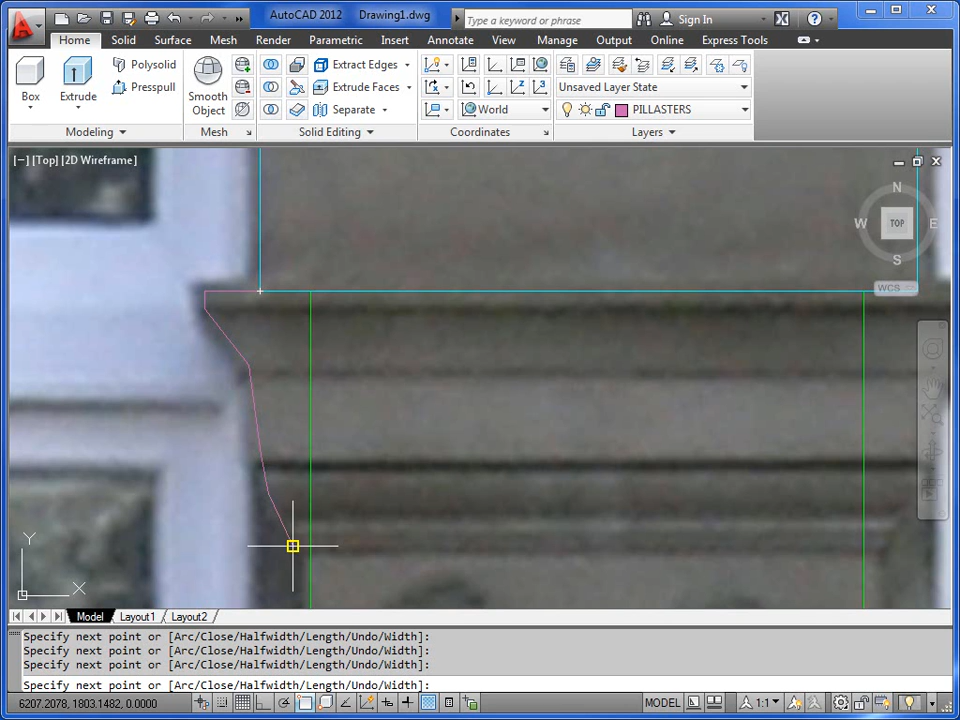 AutoCAD 2012 Drawing1.dwg Type a keyword or phrase Sign In
Home Solid Surface Mesh Render Parametric Insert Annotate View Manage Output Online Express Tools
Box Extrude Polysolid Presspull Smooth Object Extract Edges Extrude Faces Separate World Unsaved Layer State PILLASTERS
Modeling Mesh Solid Editing Coordinates Layers
[−] [Top] [2D Wireframe]
N
W TOP E
S
WCS
Y
X
Model Layout1 Layout2
Specify next point or [Arc/Close/Halfwidth/Length/Undo/Width]:
Specify next point or [Arc/Close/Halfwidth/Length/Undo/Width]:
Specify next point or [Arc/Close/Halfwidth/Length/Undo/Width]:
Specify next point or [Arc/Close/Halfwidth/Length/Undo/Width]:
6207.2078, 1803.1482, 0.0000 MODEL 1:1